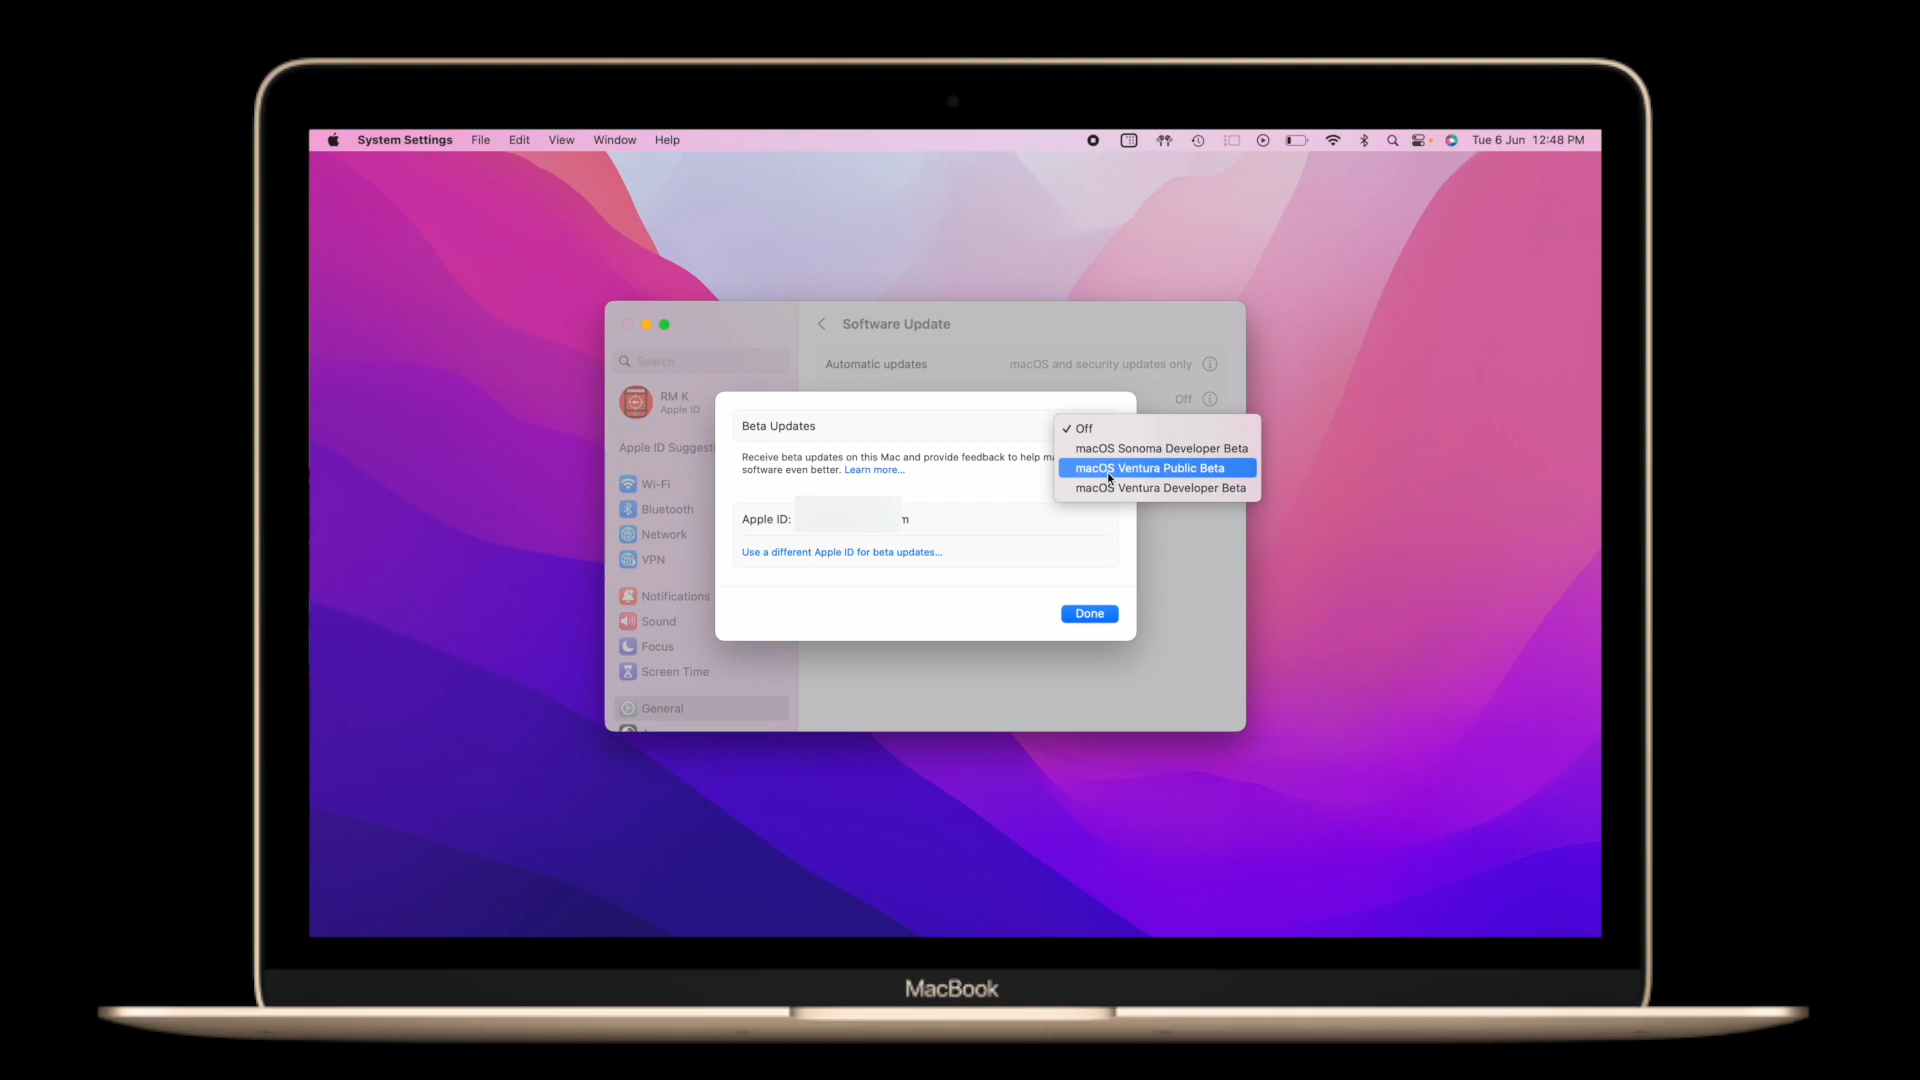 System Settings File Edit View Window Help Tue 6 Jun 12:48 PM
Software Update
Search
Automatic updates macOS and security updates only
RM K
Apple ID
Off
Beta Updates
Off
macOS Sonoma Developer Beta
macOS Ventura Public Beta
macOS Ventura Developer Beta
Receive beta updates on this Mac and provide feedback to help
software even better. Learn more...
Apple ID: m
Use a different Apple ID for beta updates...
Done
Apple ID Suggest
Wi-Fi
Bluetooth
Network
VPN
Notifications
Sound
Focus
Screen Time
General
MacBook